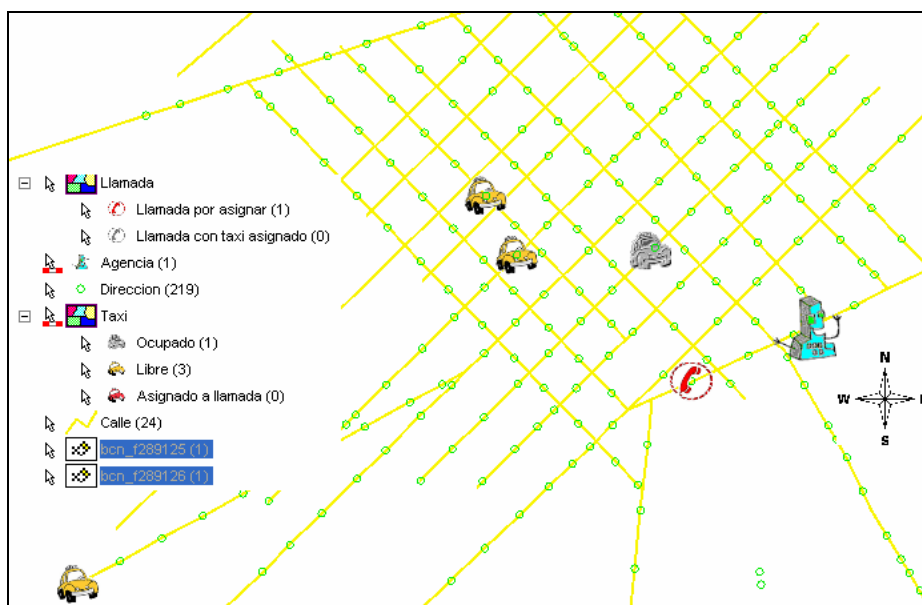 Llamada
Llamada por asignar (1)
Llamada con taxi asignado (0)
Agencia (1)
Direccion (219)
Taxi
Ocupado (1)
Libre (3)
Asignado a llamada (0)
Calle (24)
bcn_f289125 (1)
bcn_f289126 (1)
N
W
S